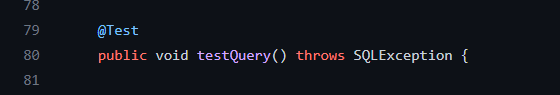 78
79 @Test
80 public void testQuery() throws SQLException {
81